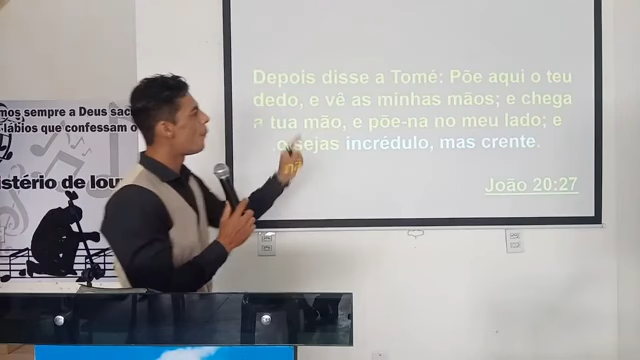 mos sempre a Deus sac
lábios que confessam o
istério de lou
Depois disse a Tomé: Põe aqui o teu
dedo, e vê as minhas mãos; e chega
a tua mão, e põe-na no meu lado; e
sejas incrédulo, mas crente.
João 20:27